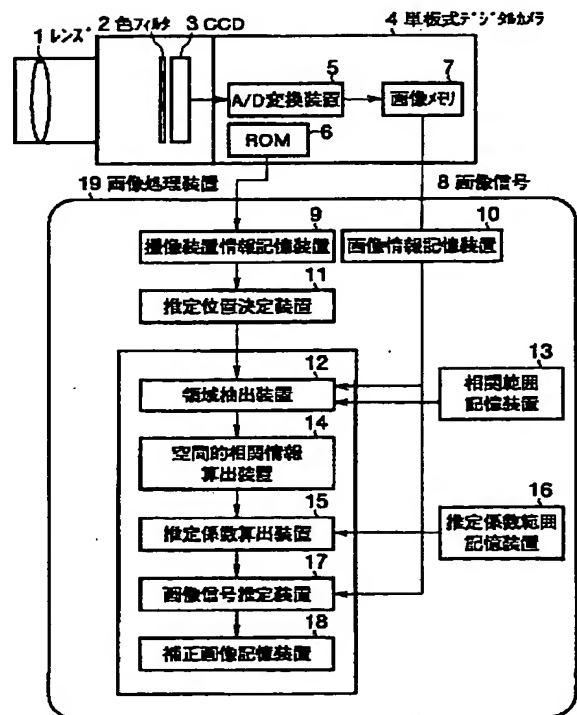 1 レンズ
2 色フィルタ
3 CCD
4 単板式デジタルカメラ
5
A/D変換装置
7
画像メモリ
6
ROM
19 画像処理装置
8 画像信号
9
撮像装置情報記憶装置
10
画像情報記憶装置
11
推定位置決定装置
12
領域抽出装置
13
相関範囲
記憶装置
14
空間的相関情報
算出装置
15
推定係数算出装置
16
推定係数範囲
記憶装置
17
画像信号推定装置
18
補正画像記憶装置